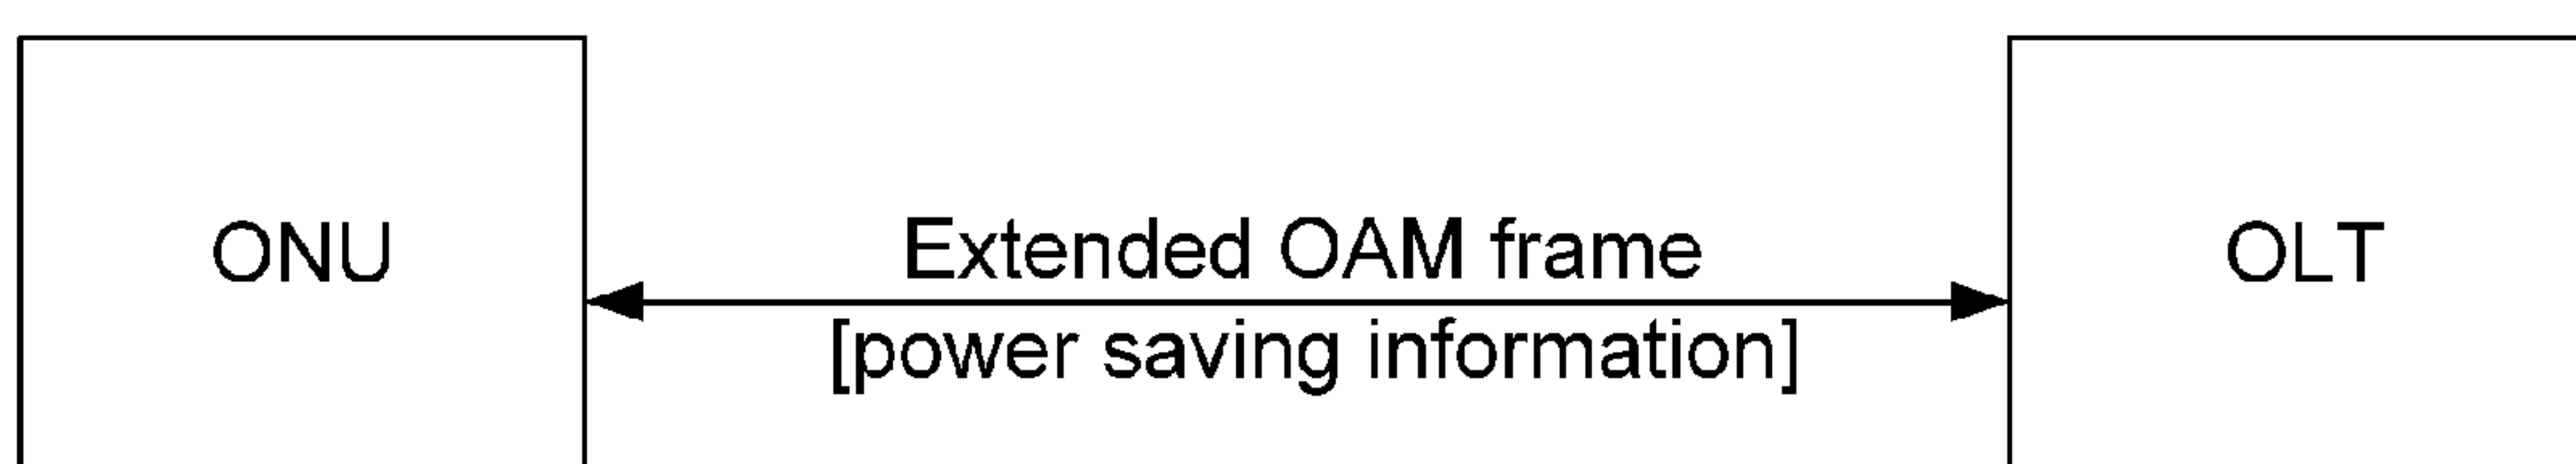 ONU
Extended OAM frame
[power saving information]
OLT